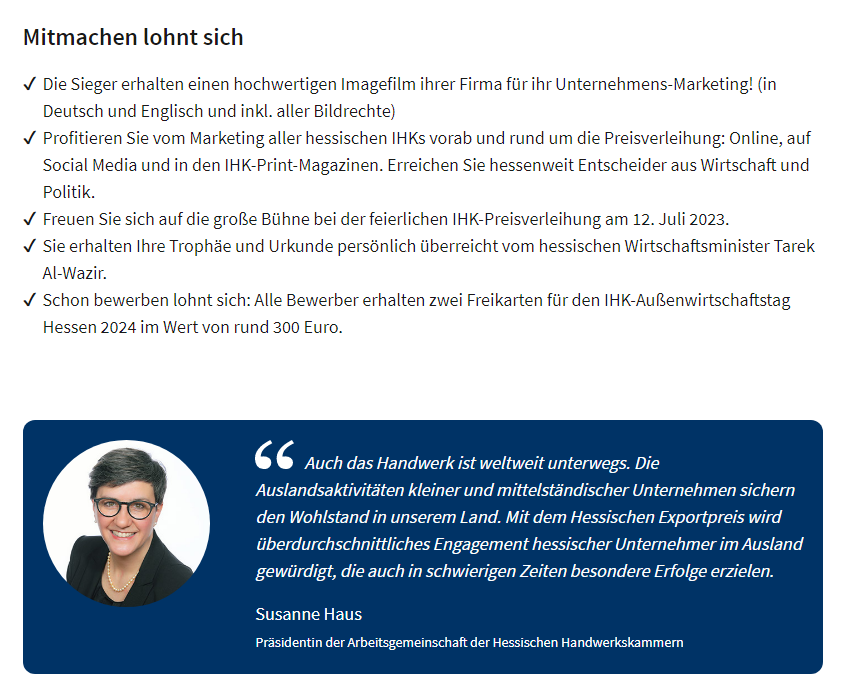 Mitmachen lohnt sich
✓ Die Sieger erhalten einen hochwertigen Imagefilm ihrer Firma für ihr Unternehmens-Marketing! (in
Deutsch und Englisch und inkl. aller Bildrechte)
✓ Profitieren Sie vom Marketing aller hessischen IHKs vorab und rund um die Preisverleihung: Online, auf
Social Media und in den IHK-Print-Magazinen. Erreichen Sie hessenweit Entscheider aus Wirtschaft und
Politik.
✓ Freuen Sie sich auf die große Bühne bei der feierlichen IHK-Preisverleihung am 12. Juli 2023.
✓ Sie erhalten Ihre Trophäe und Urkunde persönlich überreicht vom hessischen Wirtschaftsminister Tarek
Al-Wazir.
✓ Schon bewerben lohnt sich: Alle Bewerber erhalten zwei Freikarten für den IHK-Außenwirtschaftstag
Hessen 2024 im Wert von rund 300 Euro.
“ Auch das Handwerk ist weltweit unterwegs. Die
Auslandsaktivitäten kleiner und mittelständischer Unternehmen sichern
den Wohlstand in unserem Land. Mit dem Hessischen Exportpreis wird
überdurchschnittliches Engagement hessischer Unternehmer im Ausland
gewürdigt, die auch in schwierigen Zeiten besondere Erfolge erzielen.
Susanne Haus
Präsidentin der Arbeitsgemeinschaft der Hessischen Handwerkskammern